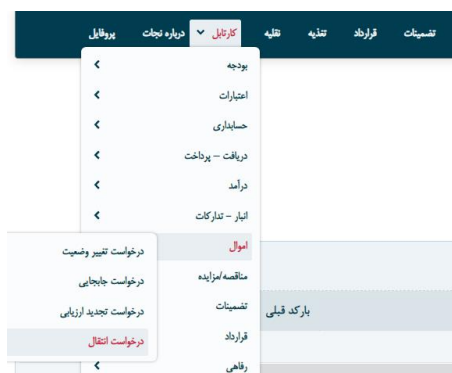 تضمینات قرارداد تغذیه نقلیه کارتابل درباره نجات پروفایل
بودجه
اعتبارات
حسابداری
دریافت – پرداخت
درآمد
انبار – تدارکات
اموال
مناقصه/مزایده
تضمینات
قرارداد
رفاهی
درخواست تغییر وضعیت
درخواست جابجایی
درخواست تجدید ارزیابی
درخواست انتقال
بارکد قبلی